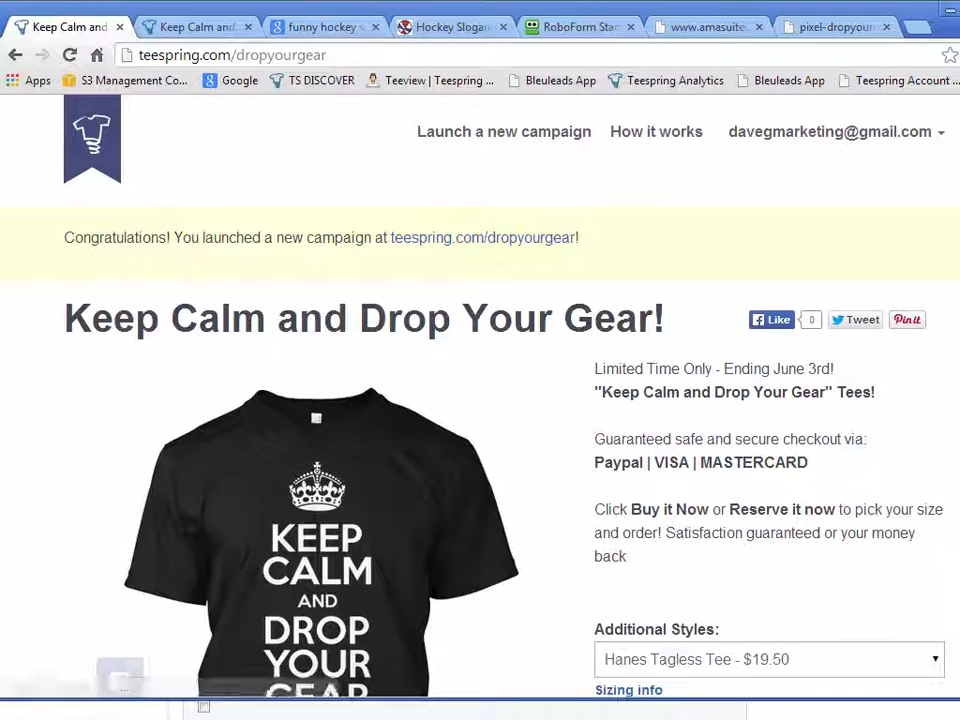 Keep Calm and
Keep Calm and
funny hockey
Hockey Slogan
RoboForm Star
www.amasuite
pixel-dropyour
teespring.com/dropyourgear
Apps
S3 Management Co...
Google
TS DISCOVER
Teeview | Teespring ...
Bleuleads App
Teespring Analytics
Bleuleads App
Teespring Account ...
Launch a new campaign
How it works
davegmarketing@gmail.com
Congratulations! You launched a new campaign at teespring.com/dropyourgear!
Keep Calm and Drop Your Gear!
Like
0
Tweet
Pin it
Limited Time Only - Ending June 3rd!
"Keep Calm and Drop Your Gear" Tees!
Guaranteed safe and secure checkout via:
Paypal | VISA | MASTERCARD
Click Buy it Now or Reserve it now to pick your size
and order! Satisfaction guaranteed or your money
back
Additional Styles:
Hanes Tagless Tee - $19.50
Sizing info
KEEP
CALM
AND
DROP
YOUR
GEAR